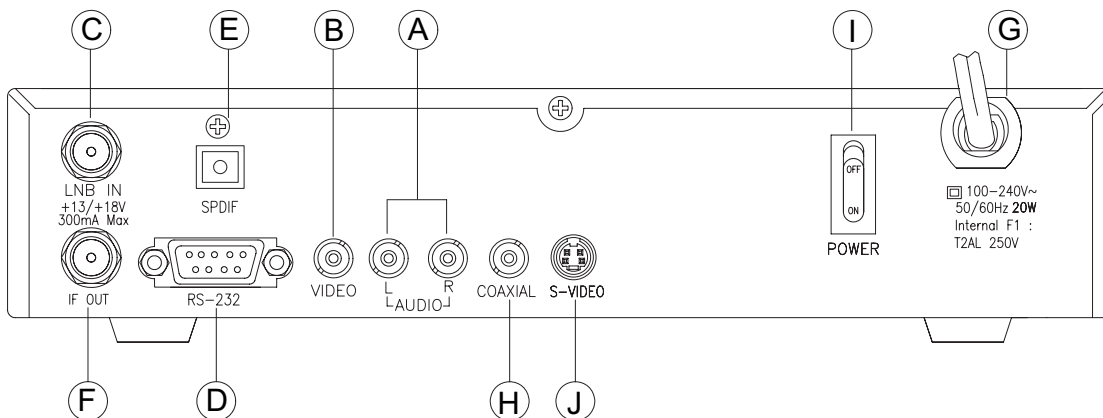 C
E
B
A
I
G
LNB IN
+13/+18V
300mA Max
SPDIF
OFF
ON
POWER
100-240V~
50/60Hz 20W
Internal F1 :
T2AL 250V
IF OUT
RS-232
VIDEO
L
R
AUDIO
COAXIAL
S-VIDEO
F
D
H
J